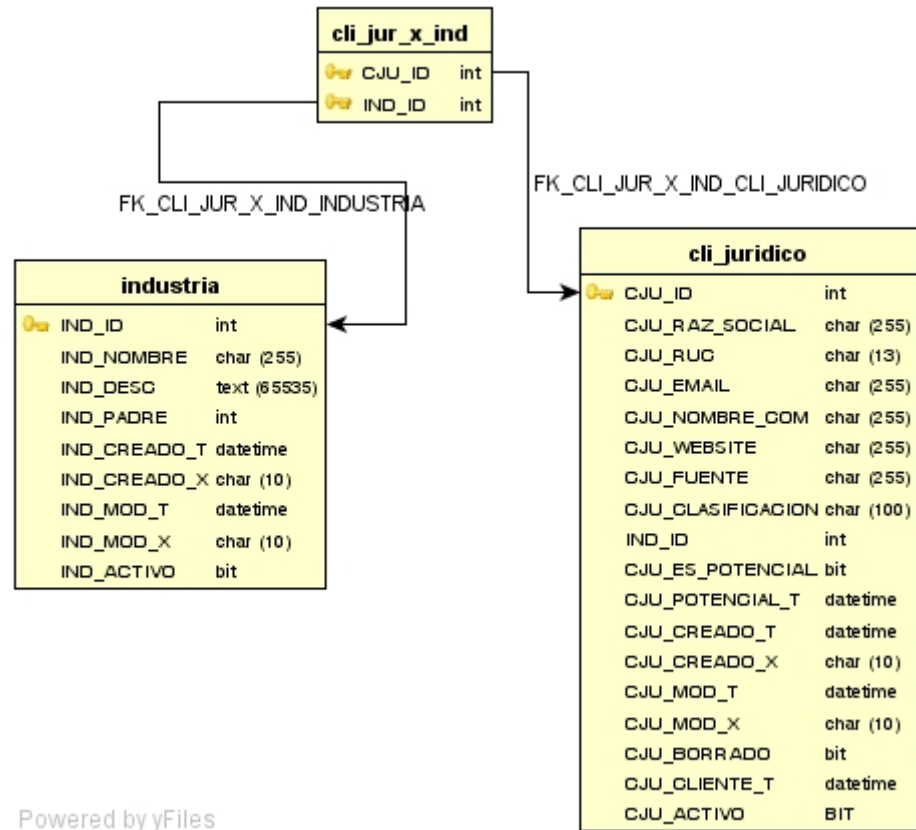 cli_jur_x_ind
CJU_ID int
IND_ID int
FK_CLI_JUR_X_IND_INDUSTRIA
FK_CLI_JUR_X_IND_CLI_JURIDICO
industria
IND_ID int
IND_NOMBRE char (255)
IND_DESC text (65535)
IND_PADRE int
IND_CREADO_T datetime
IND_CREADO_X char (10)
IND_MOD_T datetime
IND_MOD_X char (10)
IND_ACTIVO bit
cli_juridico
CJU_ID int
CJU_RAZ_SOCIAL char (255)
CJU_RUC char (13)
CJU_EMAIL char (255)
CJU_NOMBRE_COM char (255)
CJU_WEBSITE char (255)
CJU_FUENTE char (255)
CJU_CLASIFICACION char (100)
IND_ID int
CJU_ES_POTENCIAL bit
CJU_POTENCIAL_T datetime
CJU_CREADO_T datetime
CJU_CREADO_X char (10)
CJU_MOD_T datetime
CJU_MOD_X char (10)
CJU_BORRADO bit
CJU_CLIENTE_T datetime
CJU_ACTIVO BIT
Powered by yFiles